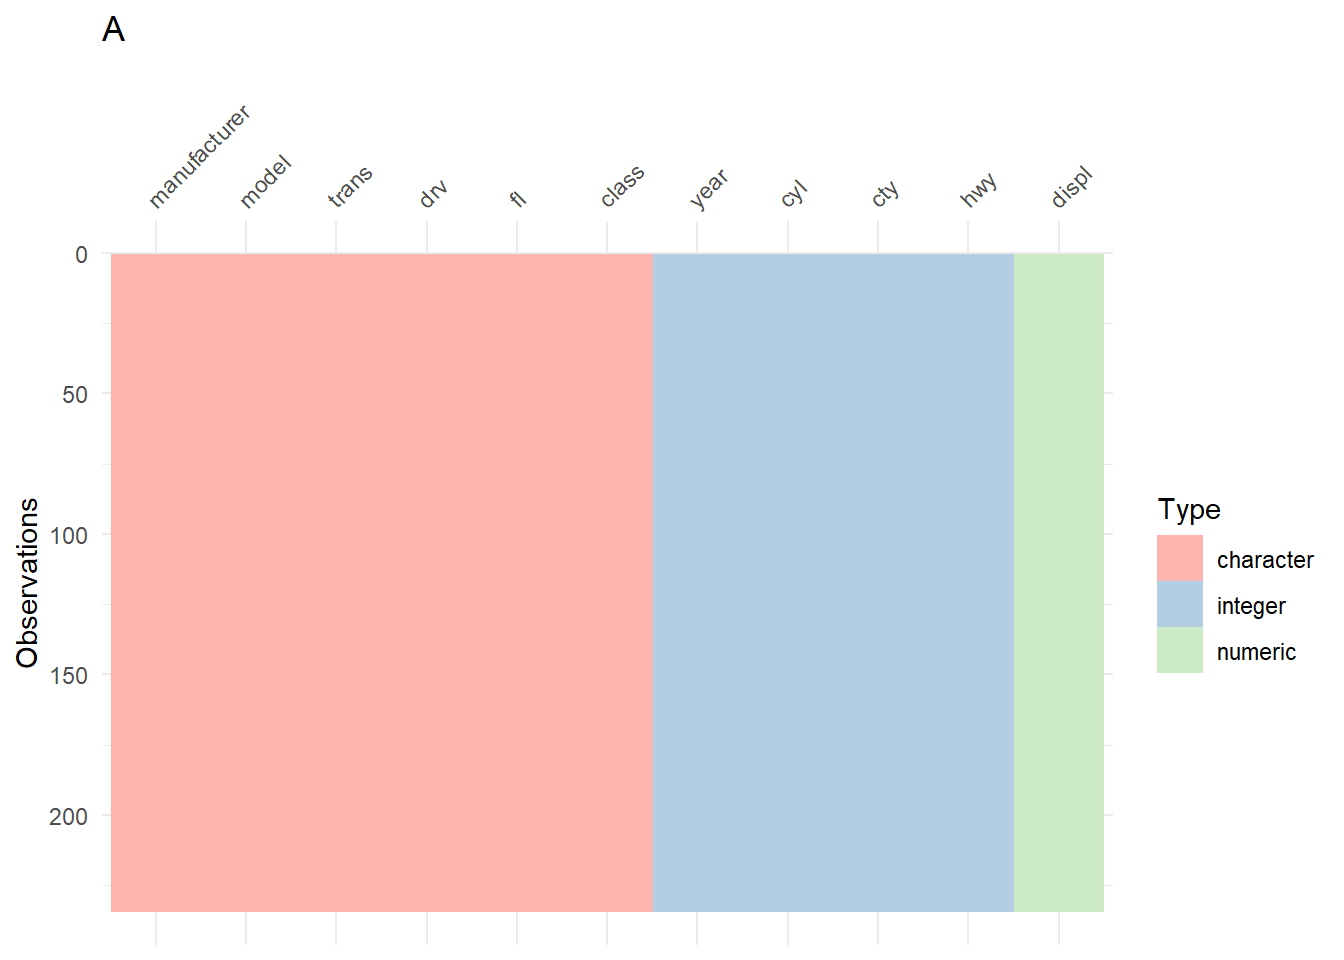 A
manufacturer
model
trans
drv
fl
class
year
cyl
cty
hwy
displ
0
50
100
150
200
Observations
Type
character
integer
numeric